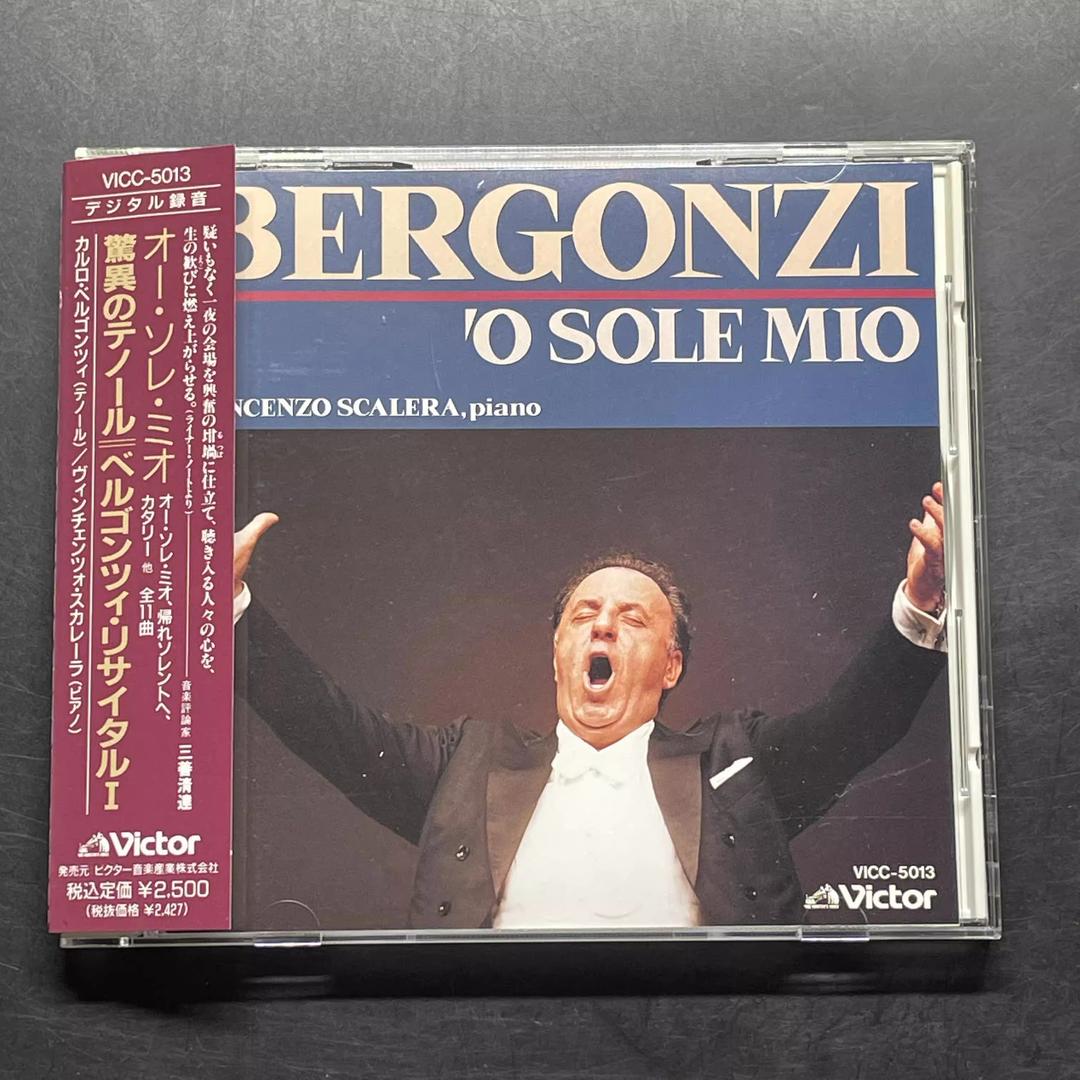 VICC-5013
デジタル録音
疑いもなく一夜の会場を興奮の坩堝に仕立て、聴き入る人々の心を、
生の歓びに燃え上がらせる。(ライナー・ノートより)
音楽評論家 三善清達
オー・ソレ・ミオ
オー・ソレ・ミオ、帰れソレントへ、
カタリー 他 全11曲
驚異のテノール=ベルゴンツィ・リサイタルI
カルロ・ベルゴンツィ(テノール)/ヴィンチェンツォ・スカレーラ(ピアノ)
Victor
発売元 ビクター音楽産業株式会社
税込定価 ¥2,500
(税抜価格 ¥2,427)
BERGONZI
'O SOLE MIO
NCENZO SCALERA, piano
VICC-5013
Victor